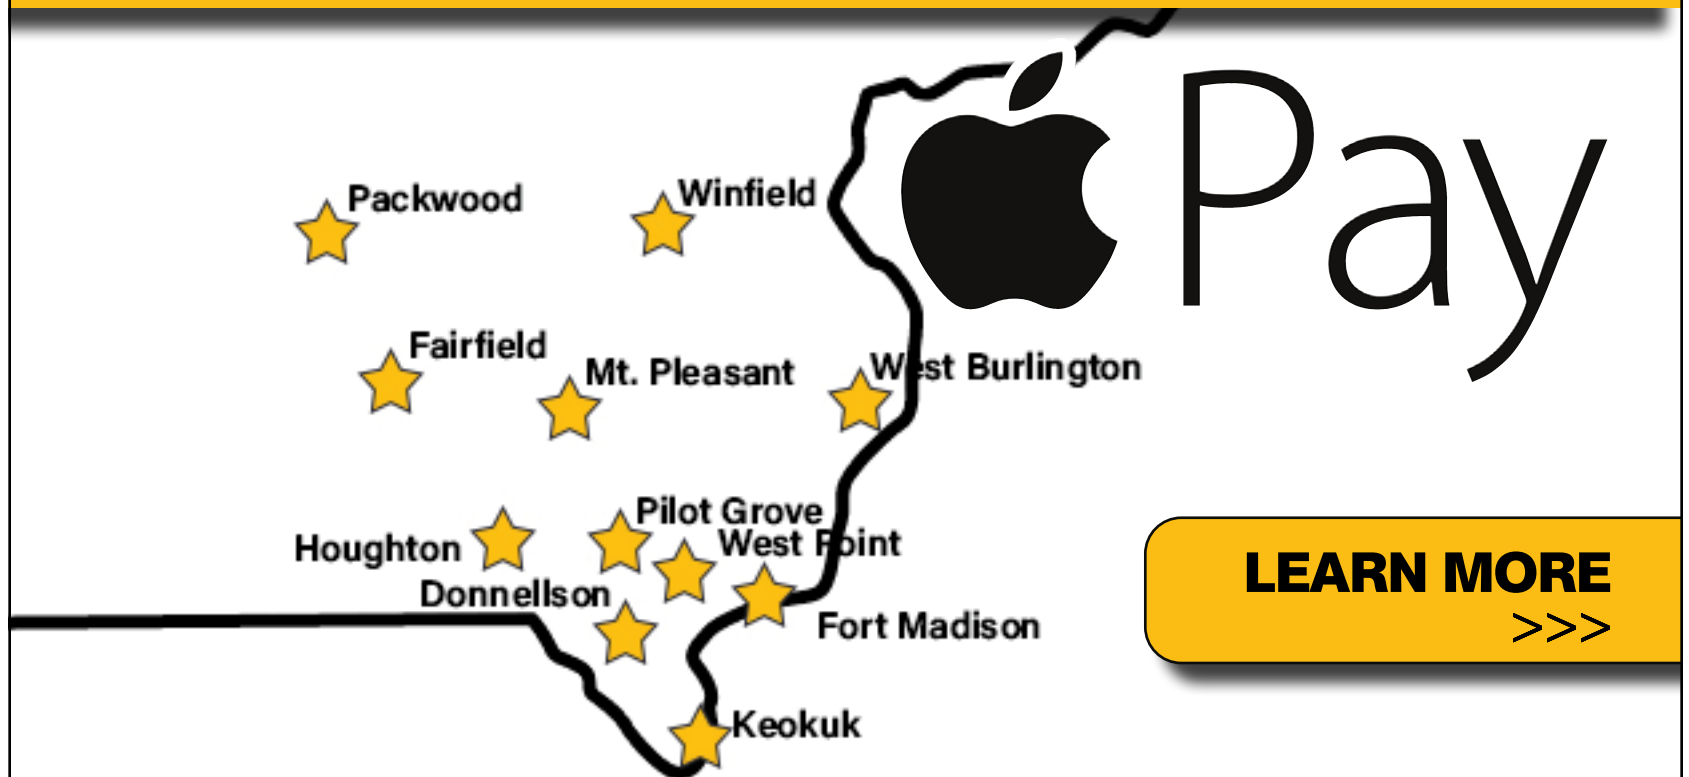 Pay
Packwood
Winfield
Fairfield
Mt. Pleasant
West Burlington
Pilot Grove
West Point
Houghton
Donnellson
Fort Madison
Keokuk
LEARN MORE
>>>